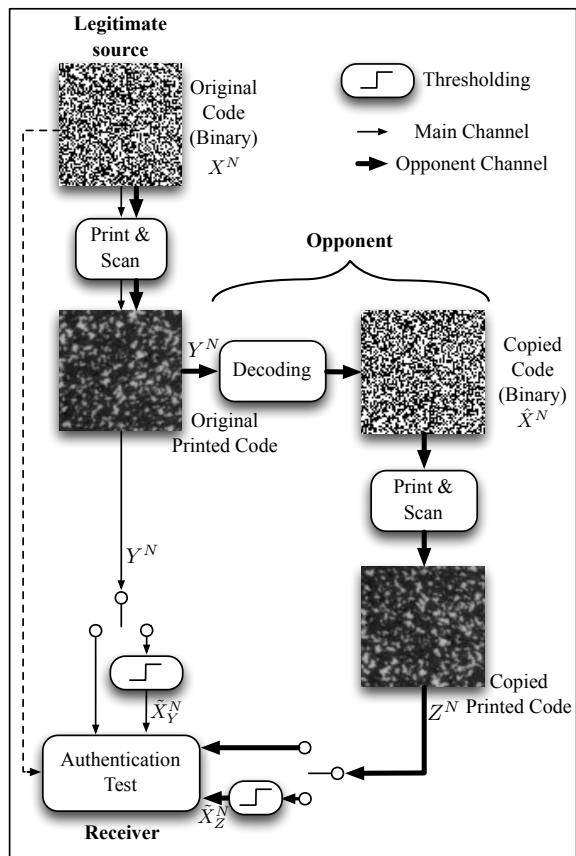 Legitimate
source
Original
Code
(Binary)
X^N
Thresholding
Main Channel
Opponent Channel
Print &
Scan
Opponent
Y^N
Decoding
Original
Printed Code
Copied
Code
(Binary)
X̂^N
Print &
Scan
Y^N
X̃_Y^N
Copied
Z^N Printed Code
Authentication
Test
X̃_Z^N
Receiver